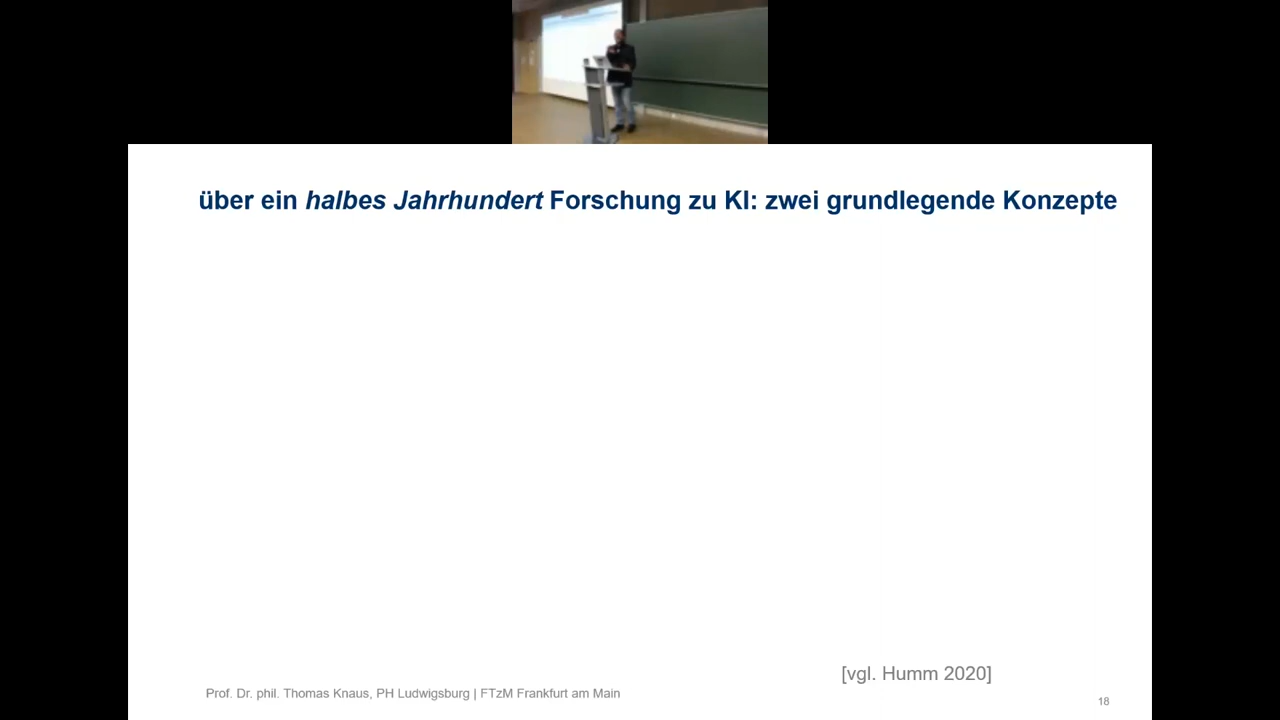 über ein halbes Jahrhundert Forschung zu KI: zwei grundlegende Konzepte
[vgl. Humm 2020]
Prof. Dr. phil. Thomas Knaus, PH Ludwigsburg | FTzM Frankfurt am Main
18